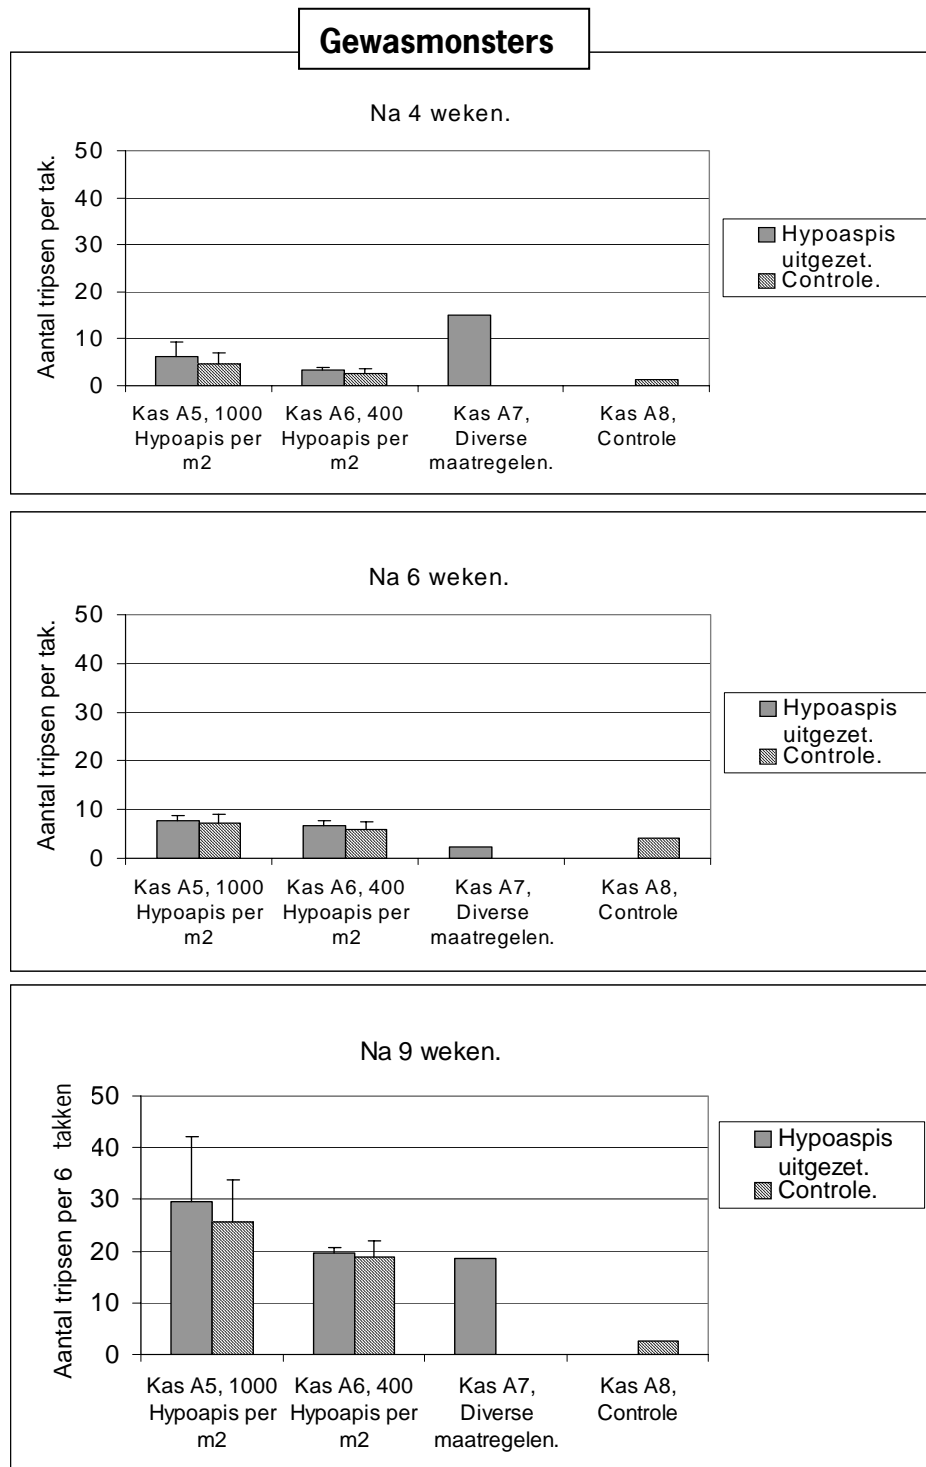 Gewasmonsters
Na 4 weken.
Aantal tripsen per tak.
50
40
30
20
10
0
Kas A5, 1000
Hypoapis per
m2
Kas A6, 400
Hypoapis per
m2
Kas A7,
Diverse
maatregelen.
Kas A8,
Controle
Hypoaspis
uitgezet.
Controle.
Na 6 weken.
Aantal tripsen per tak.
50
40
30
20
10
0
Kas A5, 1000
Hypoapis per
m2
Kas A6, 400
Hypoapis per
m2
Kas A7,
Diverse
maatregelen.
Kas A8,
Controle
Hypoaspis
uitgezet.
Controle.
Na 9 weken.
Aantal tripsen per 6 takken
50
40
30
20
10
0
Kas A5, 1000
Hypoapis per
m2
Kas A6, 400
Hypoapis per
m2
Kas A7,
Diverse
maatregelen.
Kas A8,
Controle
Hypoaspis
uitgezet.
Controle.